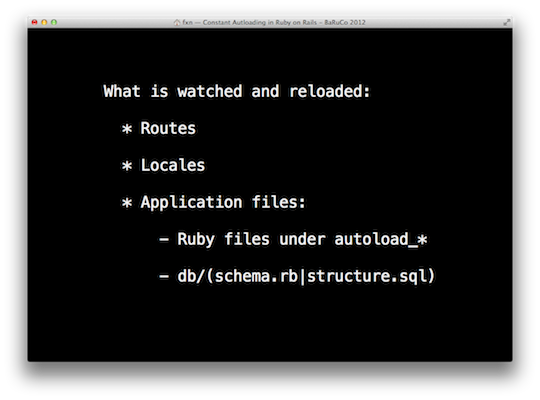 fxn — Constant Autloading in Ruby on Rails – BaRuCo 2012
What is watched and reloaded:
* Routes
* Locales
* Application files:
– Ruby files under autoload_*
– db/(schema.rb|structure.sql)